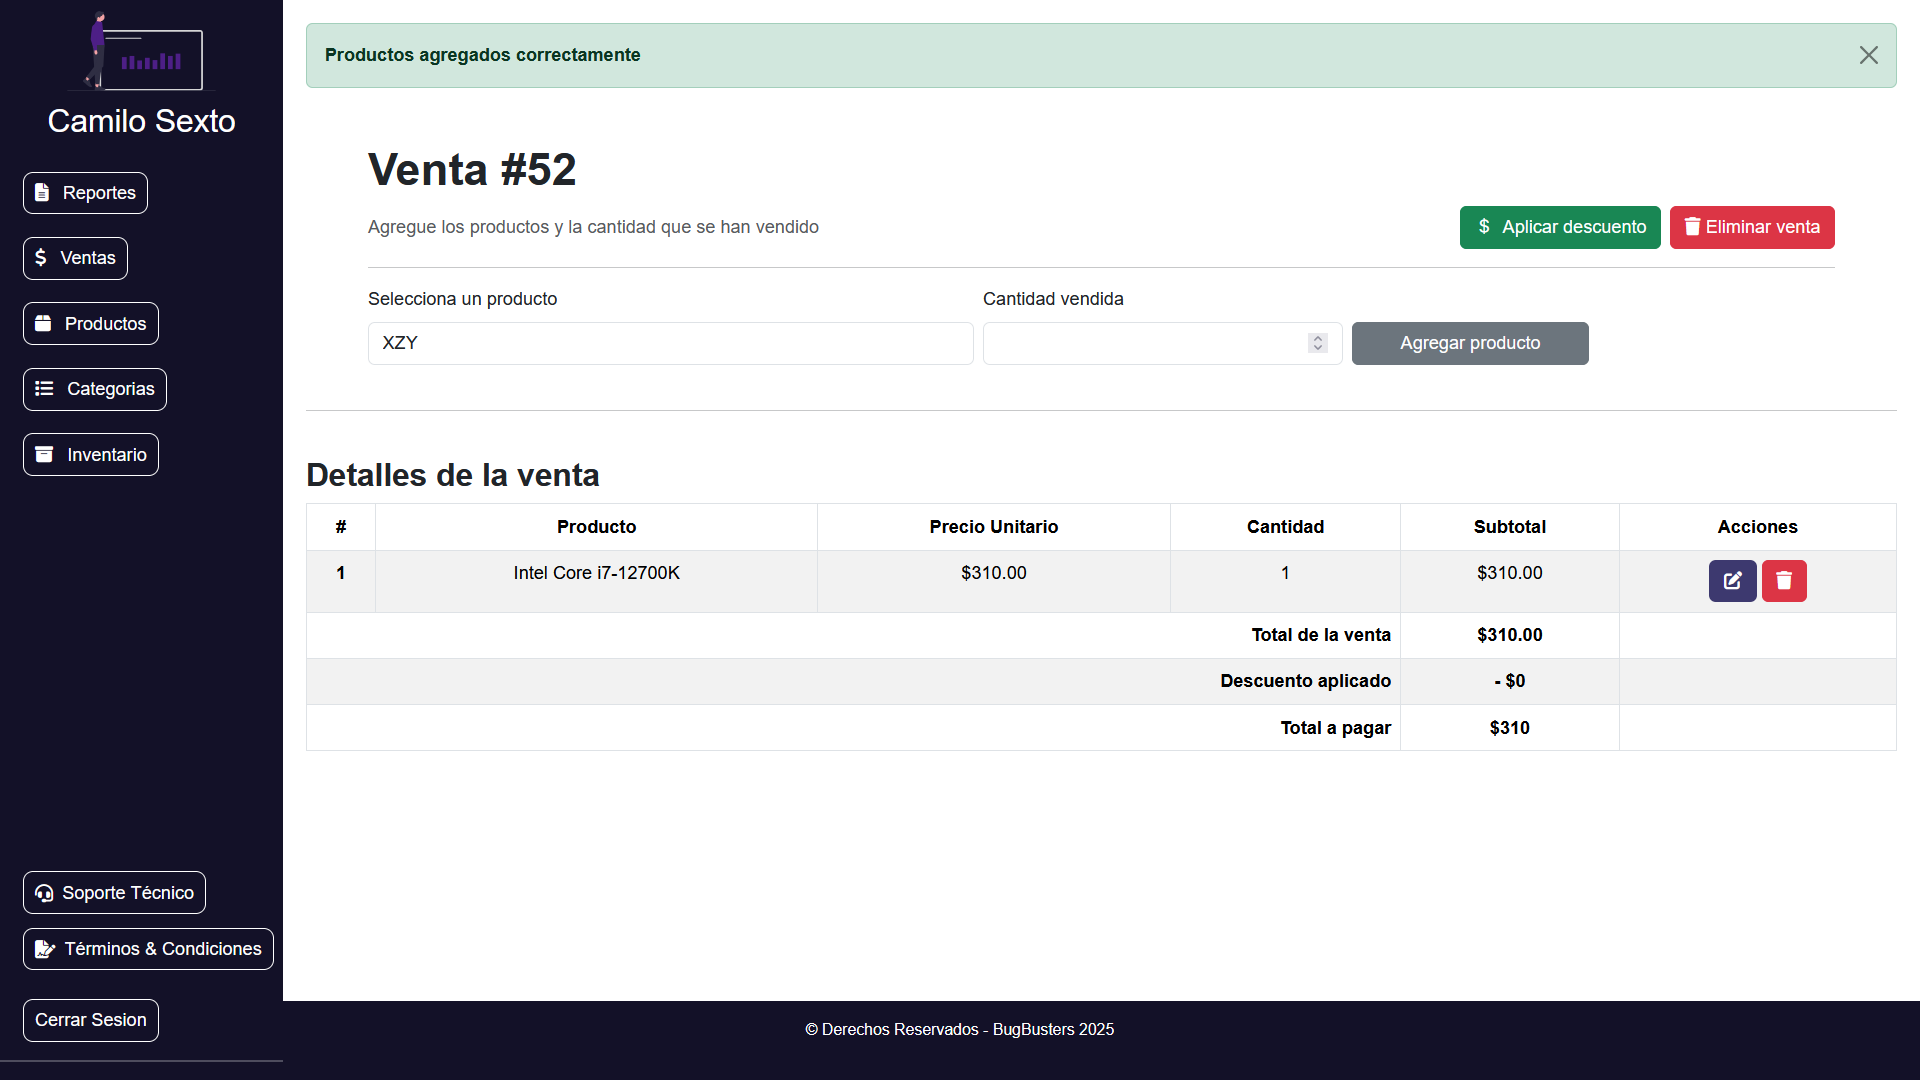 Camilo Sexto
Reportes
Ventas
Productos
Categorias
Inventario
Soporte Técnico
Términos & Condiciones
Cerrar Sesion
Productos agregados correctamente
Venta #52
Agregue los productos y la cantidad que se han vendido
Aplicar descuento
Eliminar venta
Selecciona un producto
Cantidad vendida
XZY
Agregar producto
Detalles de la venta
# Producto Precio Unitario Cantidad Subtotal Acciones
1 Intel Core i7-12700K $310.00 1 $310.00
Total de la venta $310.00
Descuento aplicado - $0
Total a pagar $310
© Derechos Reservados - BugBusters 2025